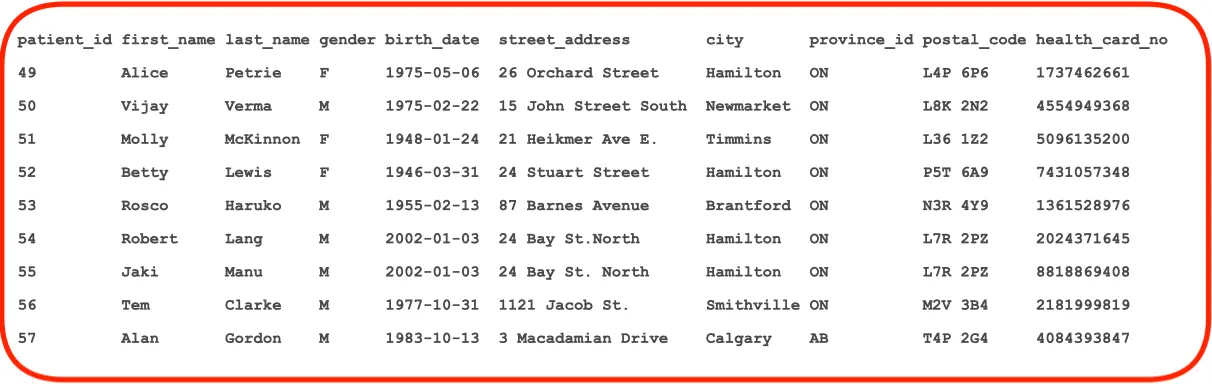 patient_id first_name last_name gender birth_date street_address city province_id postal_code health_card_no
49 Alice Petrie F 1975-05-06 26 Orchard Street Hamilton ON L4P 6P6 1737462661
50 Vijay Verma M 1975-02-22 15 John Street South Newmarket ON L8K 2N2 4554949368
51 Molly McKinnon F 1948-01-24 21 Heikmer Ave E. Timmins ON L36 1Z2 5096135200
52 Betty Lewis F 1946-03-31 24 Stuart Street Hamilton ON P5T 6A9 7431057348
53 Rosco Haruko M 1955-02-13 87 Barnes Avenue Brantford ON N3R 4Y9 1361528976
54 Robert Lang M 2002-01-03 24 Bay St.North Hamilton ON L7R 2PZ 2024371645
55 Jaki Manu M 2002-01-03 24 Bay St. North Hamilton ON L7R 2PZ 8818869408
56 Tem Clarke M 1977-10-31 1121 Jacob St. Smithville ON M2V 3B4 2181999819
57 Alan Gordon M 1983-10-13 3 Macadamian Drive Calgary AB T4P 2G4 4084393847